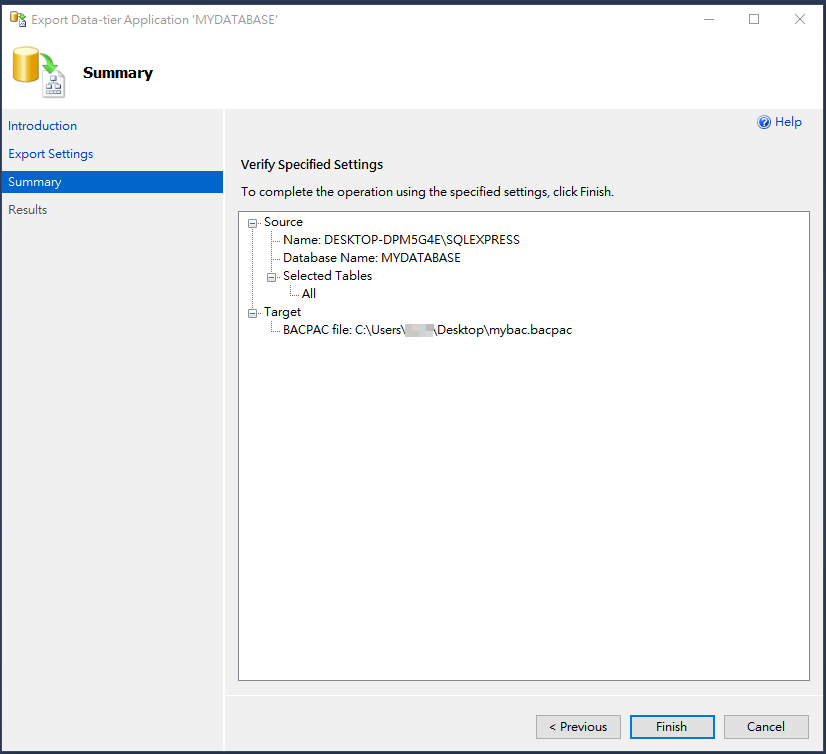 Export Data-tier Application 'MYDATABASE'
Summary
Introduction
Export Settings
Summary
Results
Help
Verify Specified Settings
To complete the operation using the specified settings, click Finish.
Source
Name: DESKTOP-DPM5G4E\SQLEXPRESS
Database Name: MYDATABASE
Selected Tables
All
Target
BACPAC file: C:\Users\ \Desktop\mybac.bacpac
< Previous
Finish
Cancel